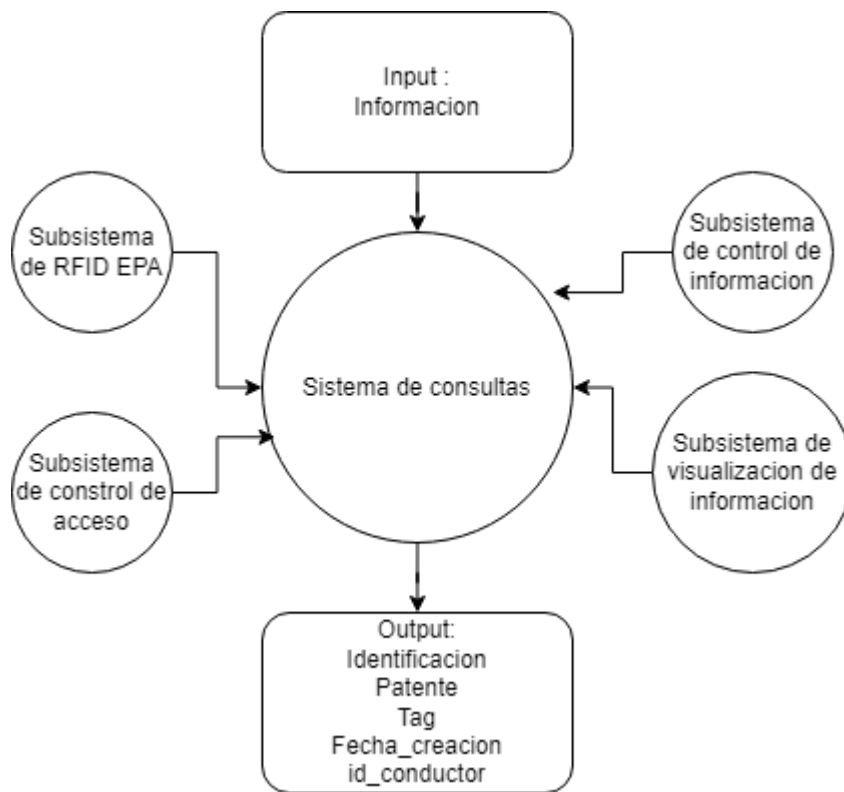 Input :
Informacion
Subsistema
de RFID EPA
Subsistema
de control de
informacion
Sistema de consultas
Subsistema
de constrol de
acceso
Subsistema de
visualizacion de
informacion
Output:
Identificacion
Patente
Tag
Fecha_creacion
id_conductor